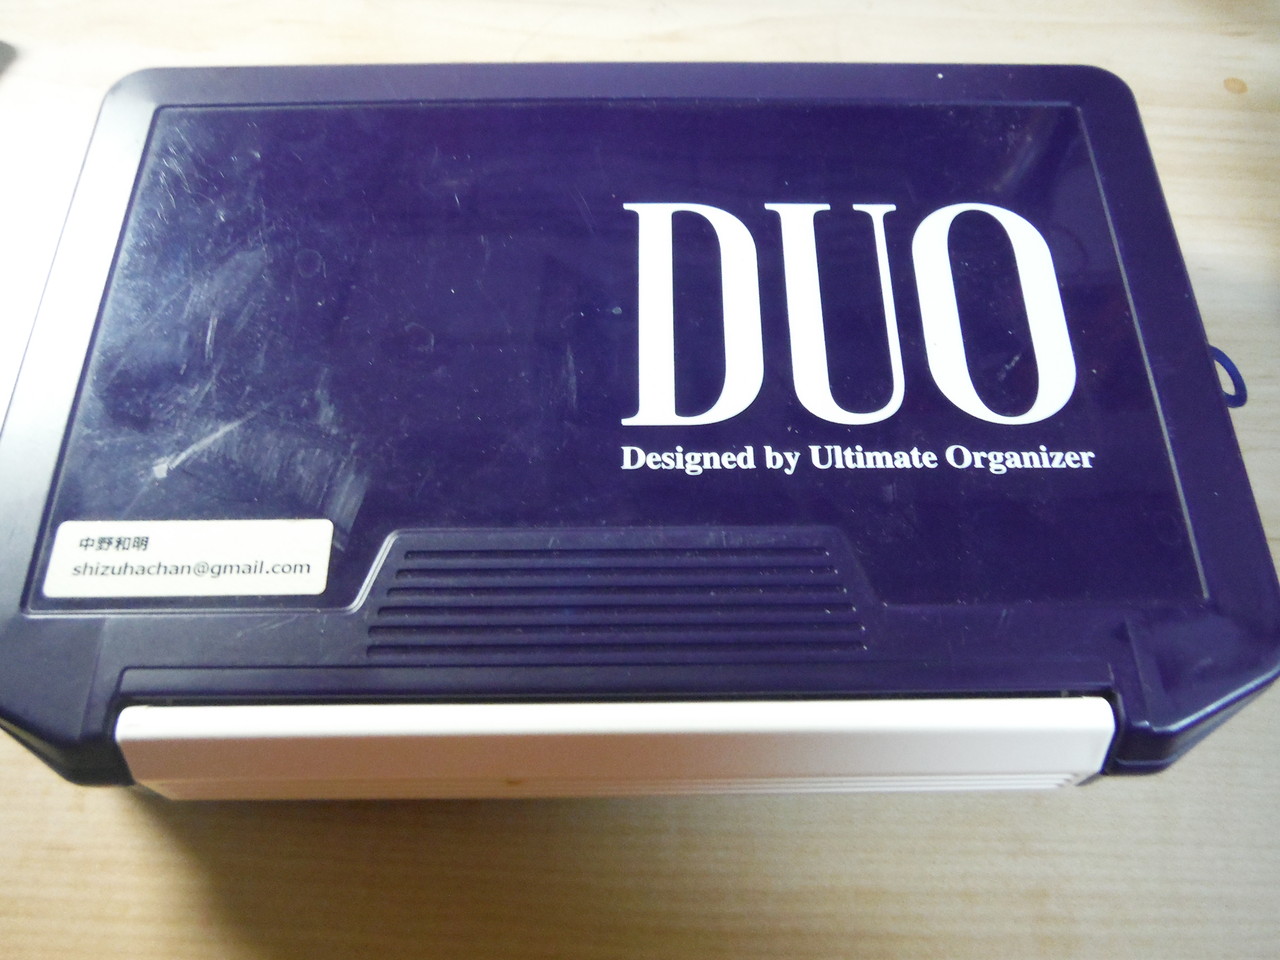 DUO
Designed by Ultimate Organizer
中野和明
shizuhachan@gmail.com